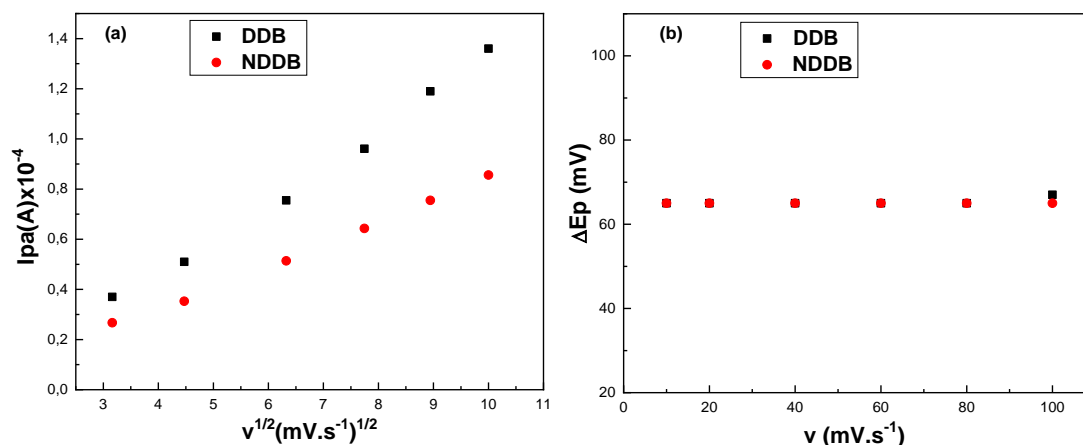 (a)
DDB
NDDB
1,4
1,2
1,0
0,8
0,6
0,4
0,2
0,0
Ipa(A)x10⁻⁴
3 4 5 6 7 8 9 10 11
v¹/²(mV.s⁻¹)¹/²
(b)
DDB
NDDB
100
80
60
40
20
ΔEp (mV)
0 20 40 60 80 100
v (mV.s⁻¹)